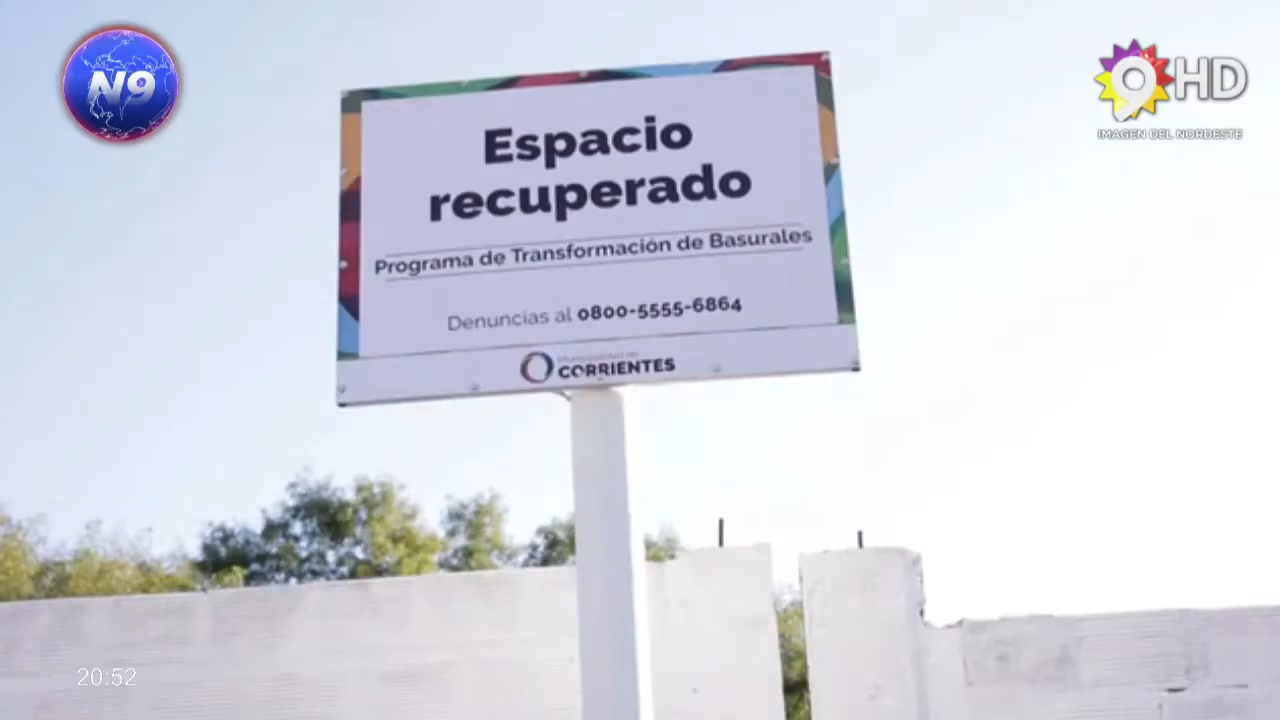 N9
9HD
IMAGEN DEL NORDESTE
Espacio
recuperado
Programa de Transformación de Basurales
Denuncias al 0800-5555-6864
CORRIENTES
20:52